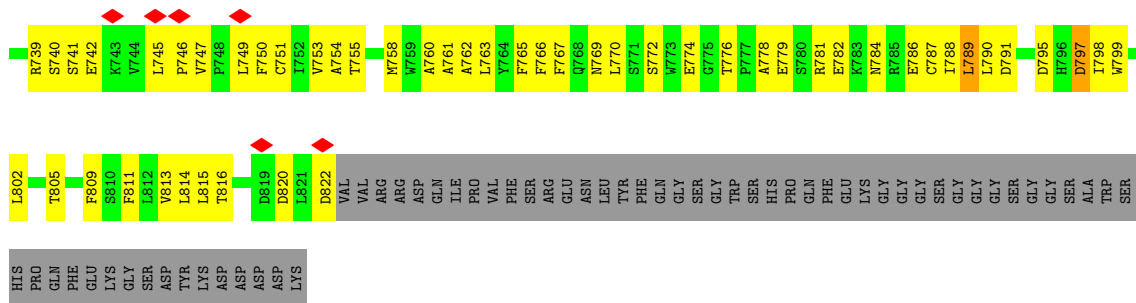 R739 S740 S741 E742 K743 V744 L745 P746 V747 P748 L749 F750 C751 I752 V753 A754 T755 M758 W759 A760 A761 A762 L763 Y764 F765 F766 F767 Q768 N769 L770 S771 S772 W773 E774 G775 T776 P777 A778 E779 S780 R781 E782 K783 N784 R785 E786 C787 I788 L789 L790 D791 D795 H796 D797 I798 W799
L802 T805 F809 S810 F811 L812 V813 L814 L815 T816 D819 D820 L821 D822 VAL VAL ARG ARG ASP GLN ILE PRO VAL PHE SER ARG GLU ASN LEU TYR PHE GLN GLY SER GLY TRP SER HIS PRO GLN PHE GLU LYS GLY GLY GLY SER GLY GLY GLY SER GLY GLY SER ALA TRP SER
HIS PRO GLN PHE GLU LYS GLY SER ASP TYR LYS ASP ASP ASP ASP LYS